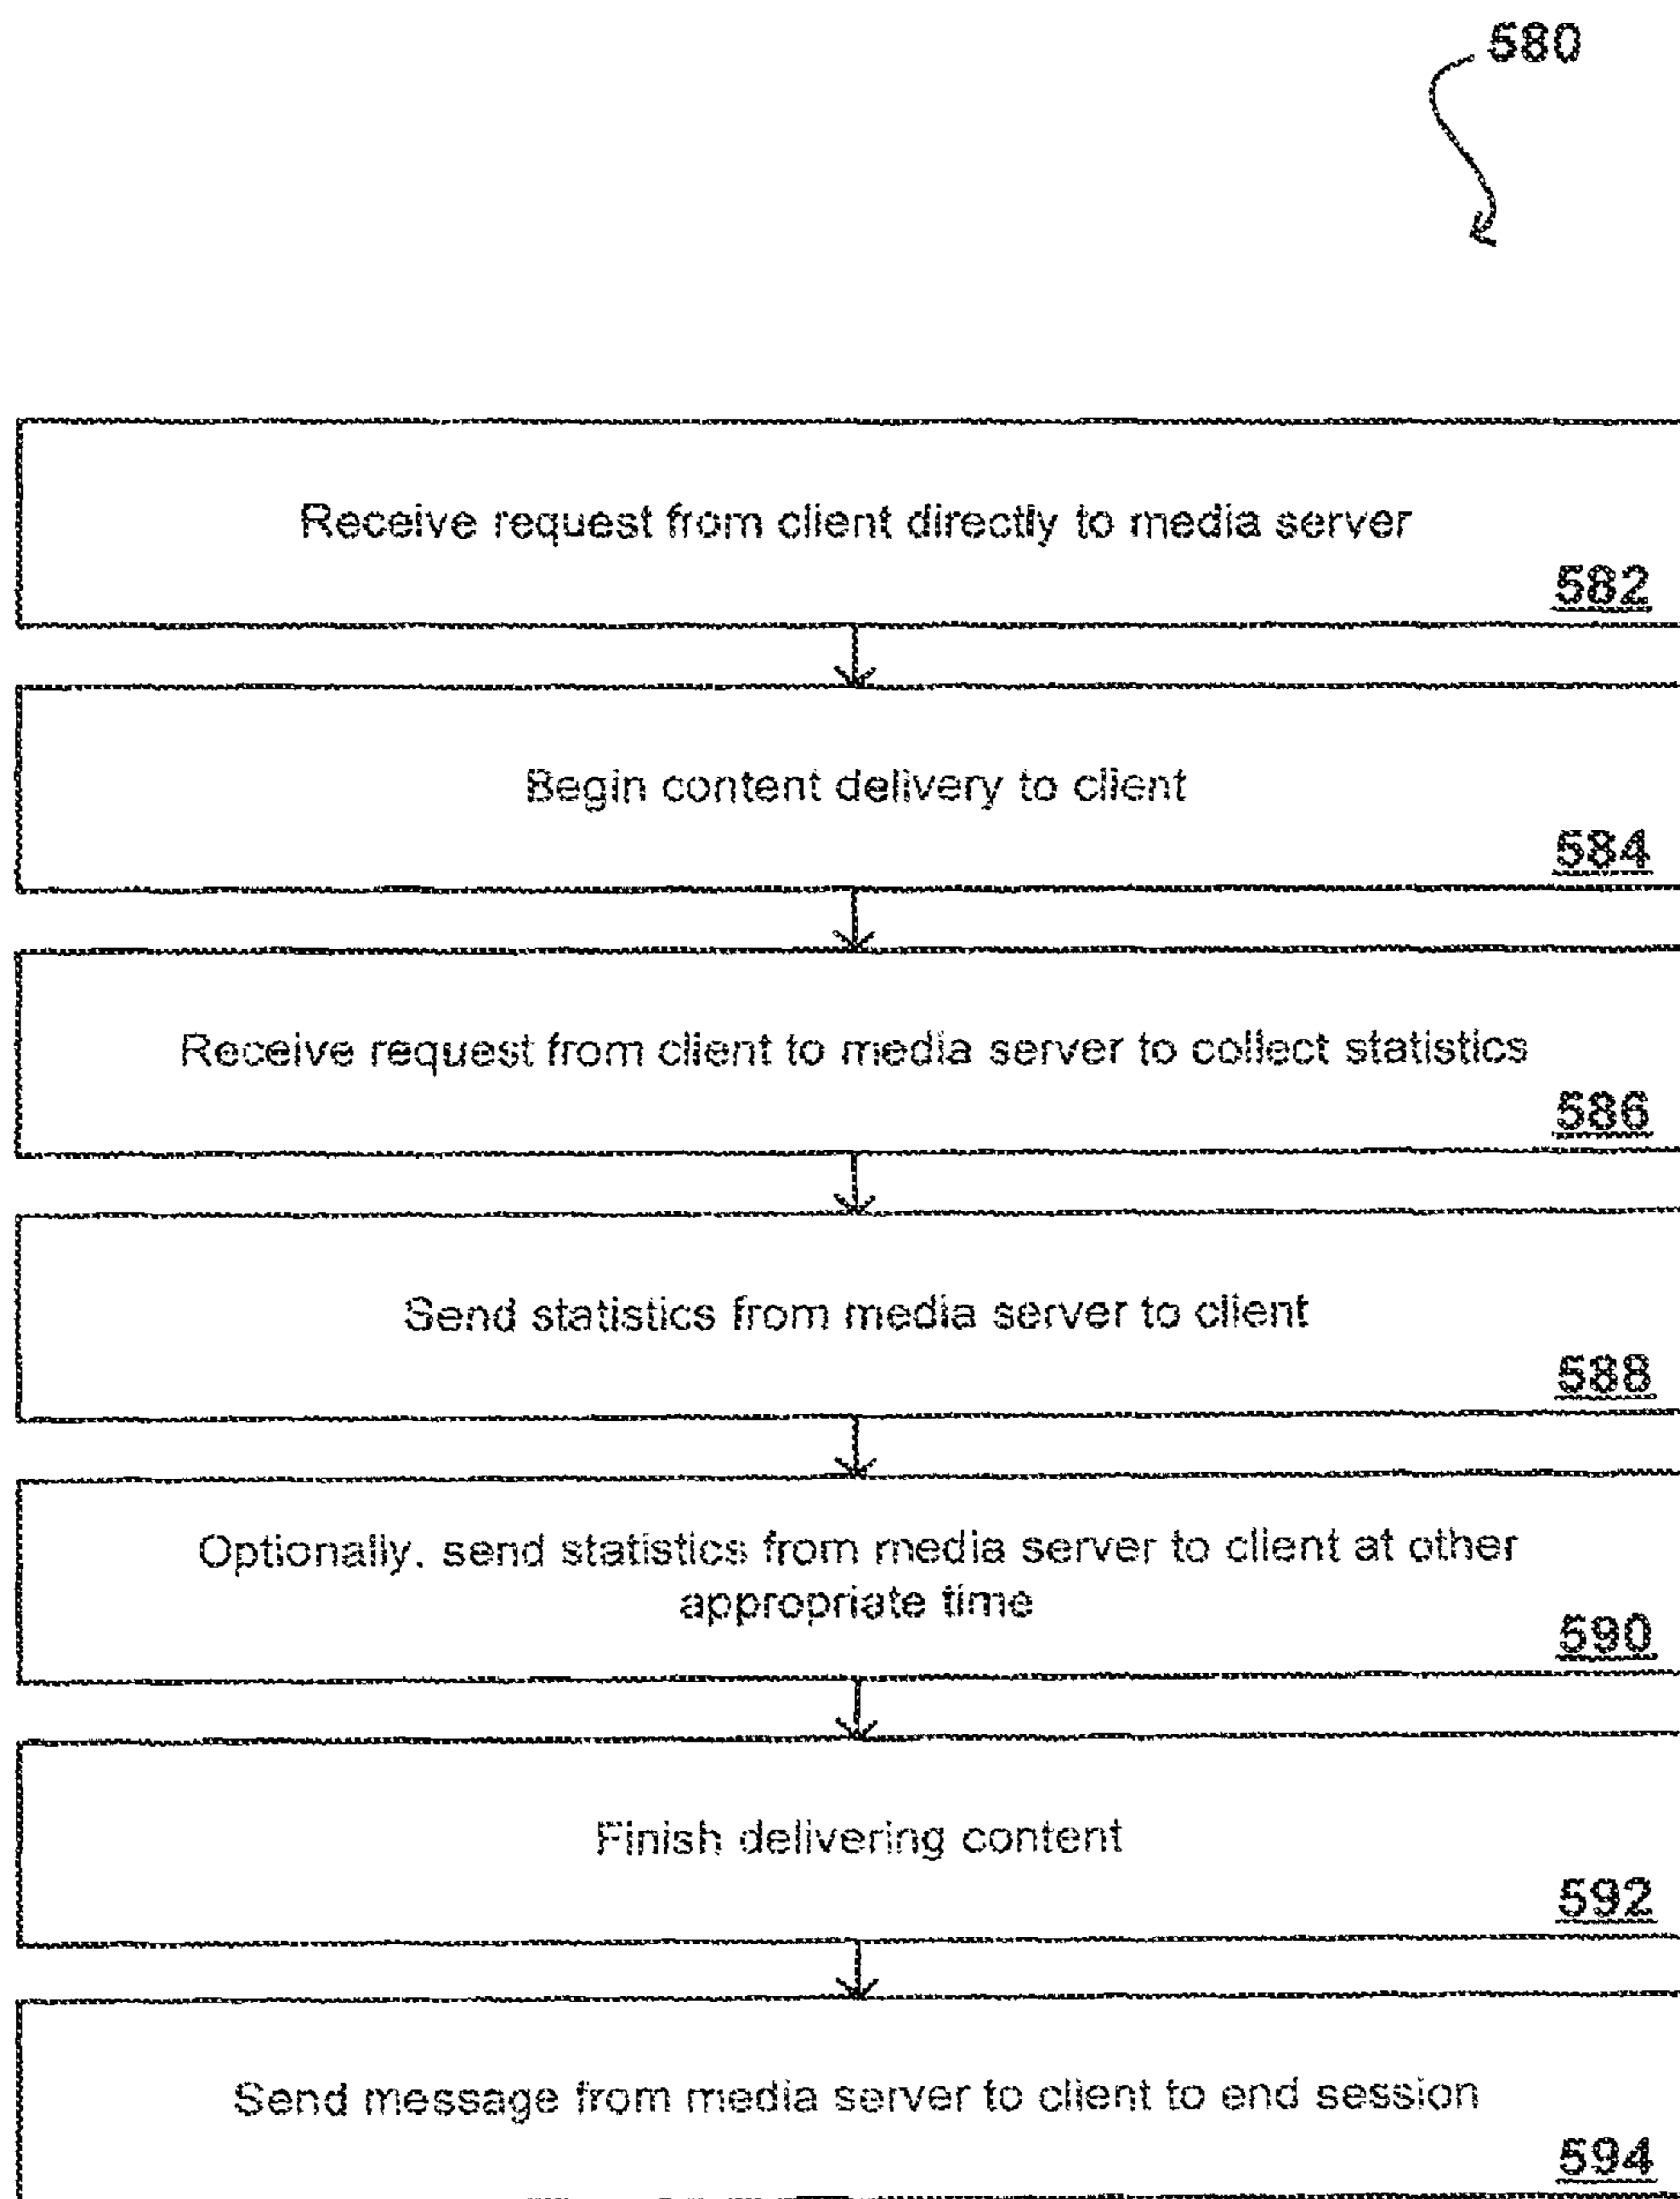 580
Receive request from client directly to media server
582
Begin content delivery to client
584
Receive request from client to media server to collect statistics
586
Send statistics from media server to client
588
Optionally, send statistics from media server to client at other
appropriate time
590
Finish delivering content
592
Send message from media server to client to end session
594